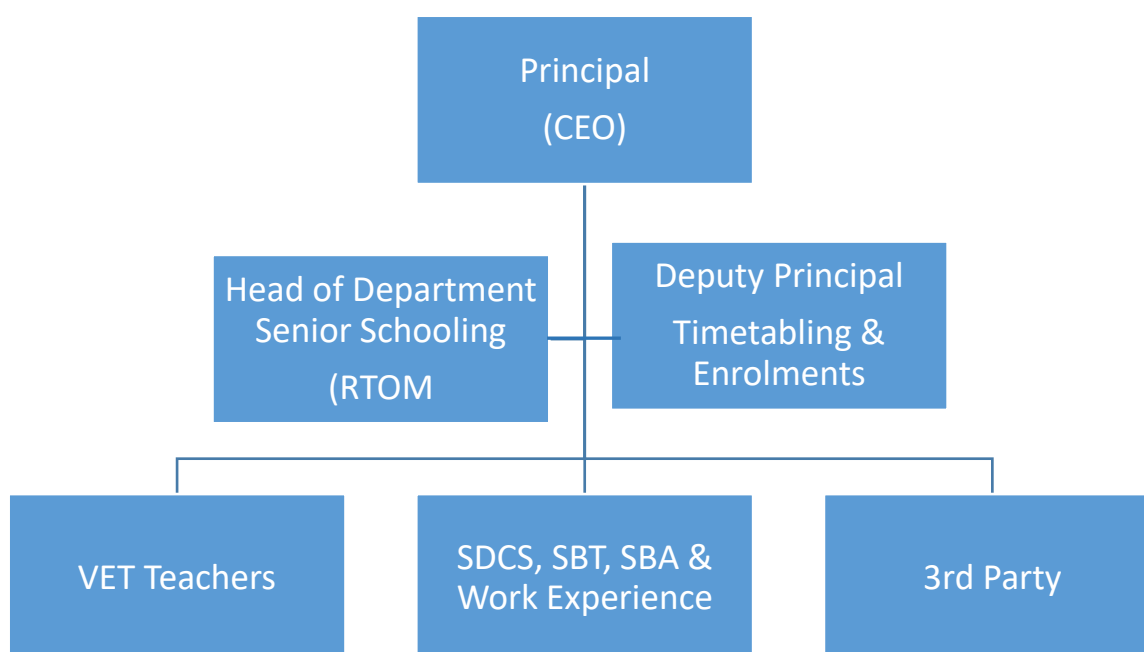 Principal
(CEO)
Head of Department
Senior Schooling
(RTOM
Deputy Principal
Timetabling &
Enrolments
VET Teachers
SDCS, SBT, SBA &
Work Experience
3rd Party